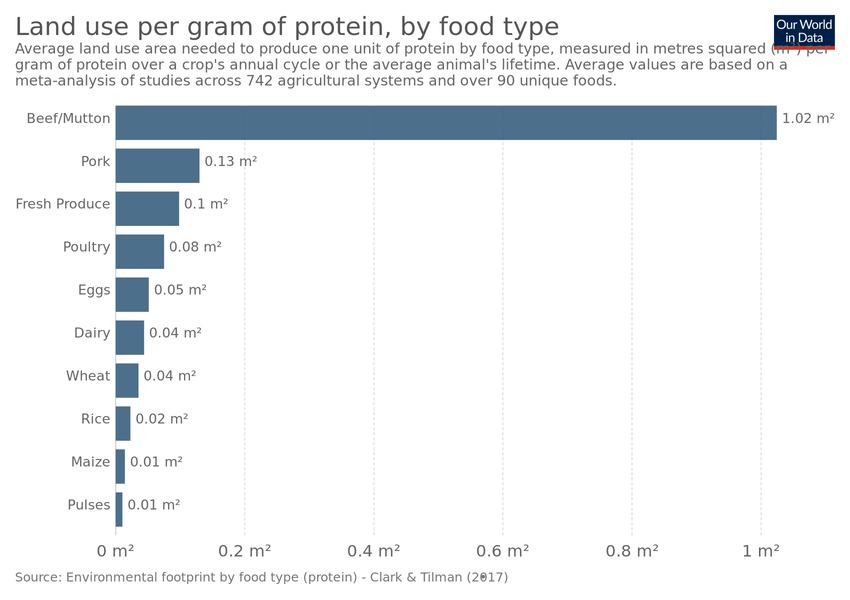 Land use per gram of protein, by food type
Our World
in Data
Average land use area needed to produce one unit of protein by food type, measured in metres squared (m²) per
gram of protein over a crop's annual cycle or the average animal's lifetime. Average values are based on a
meta-analysis of studies across 742 agricultural systems and over 90 unique foods.
Beef/Mutton 1.02 m²
Pork 0.13 m²
Fresh Produce 0.1 m²
Poultry 0.08 m²
Eggs 0.05 m²
Dairy 0.04 m²
Wheat 0.04 m²
Rice 0.02 m²
Maize 0.01 m²
Pulses 0.01 m²
0 m² 0.2 m² 0.4 m² 0.6 m² 0.8 m² 1 m²
Source: Environmental footprint by food type (protein) - Clark & Tilman (2017)